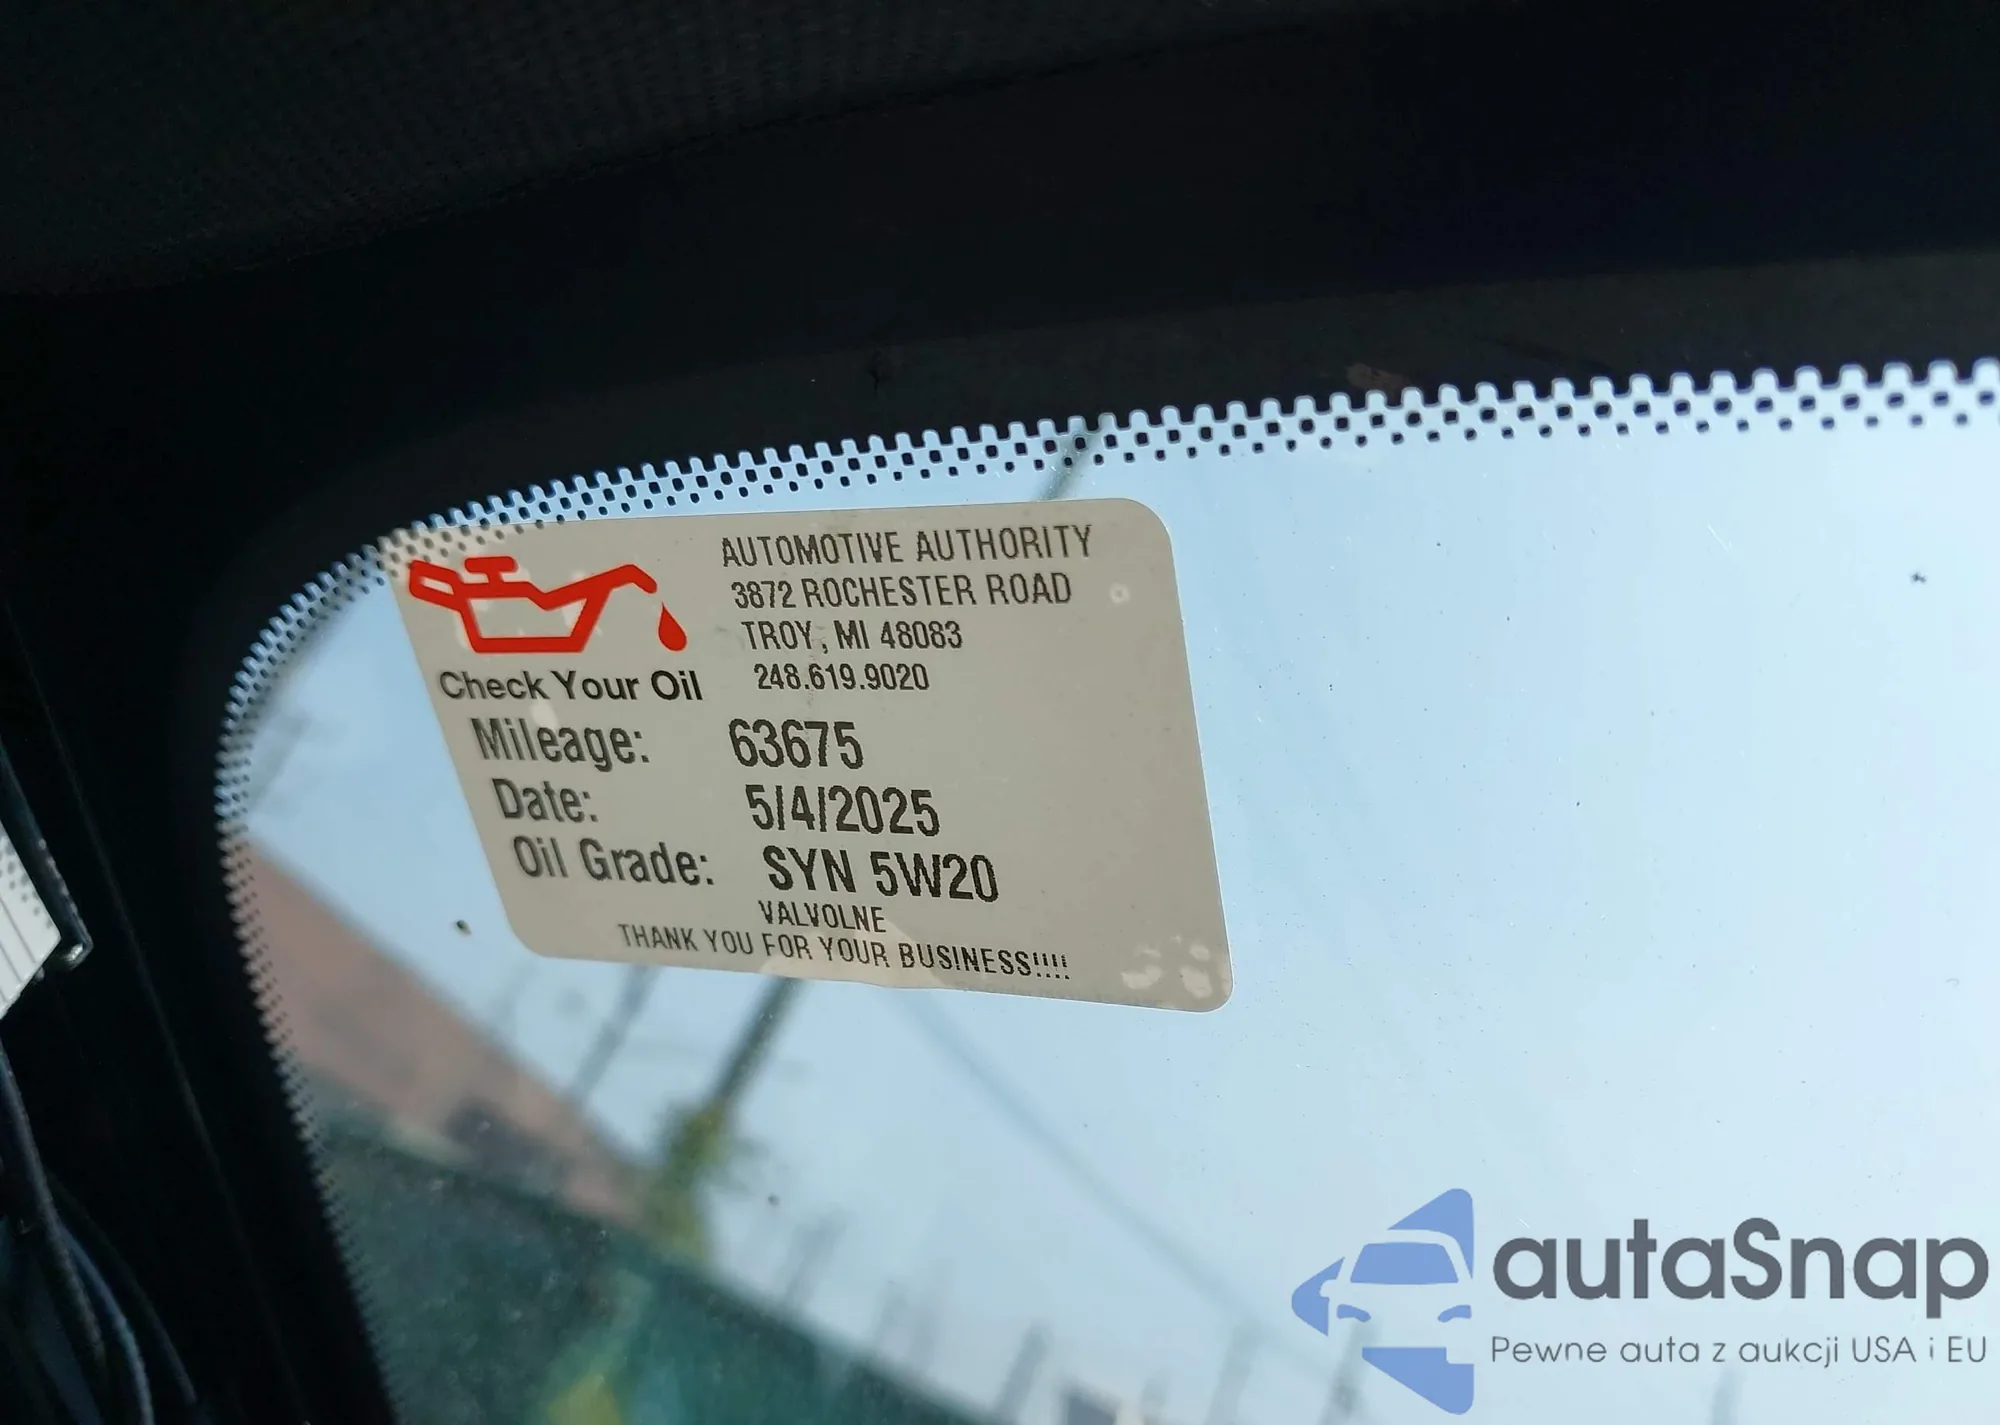 AUTOMOTIVE AUTHORITY
3872 ROCHESTER ROAD
TROY, MI 48083
248.619.9020
Check Your Oil
Mileage: 63675
Date: 5/4/2025
Oil Grade: SYN 5W20
VALVOLNE
THANK YOU FOR YOUR BUSINESS!!!!
autaSnap
Pewne auta z aukcji USA i EU